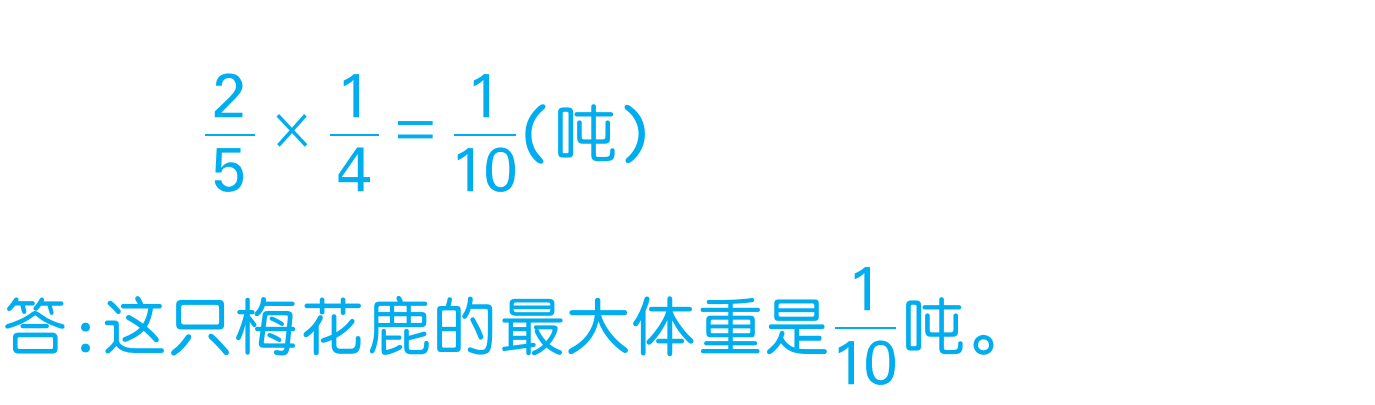 2/5 × 1/4 = 1/10 (吨)
答:这只梅花鹿的最大体重是1/10吨。